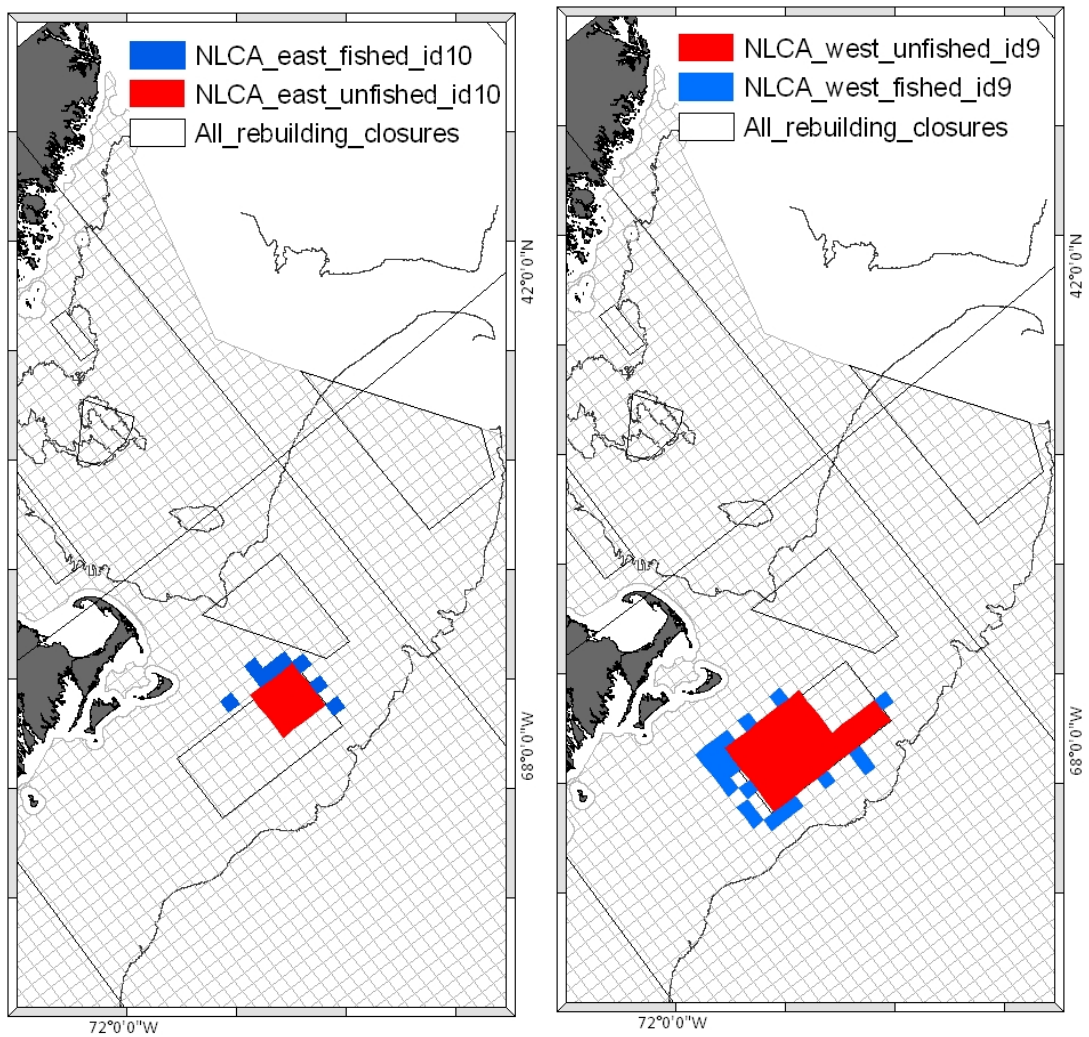 NLCA_east_fished_id10
NLCA_east_unfished_id10
All_rebuilding_closures
42°0'0"N
68°0'0"W
72°0'0"W
NLCA_west_unfished_id9
NLCA_west_fished_id9
All_rebuilding_closures
42°0'0"N
68°0'0"W
72°0'0"W